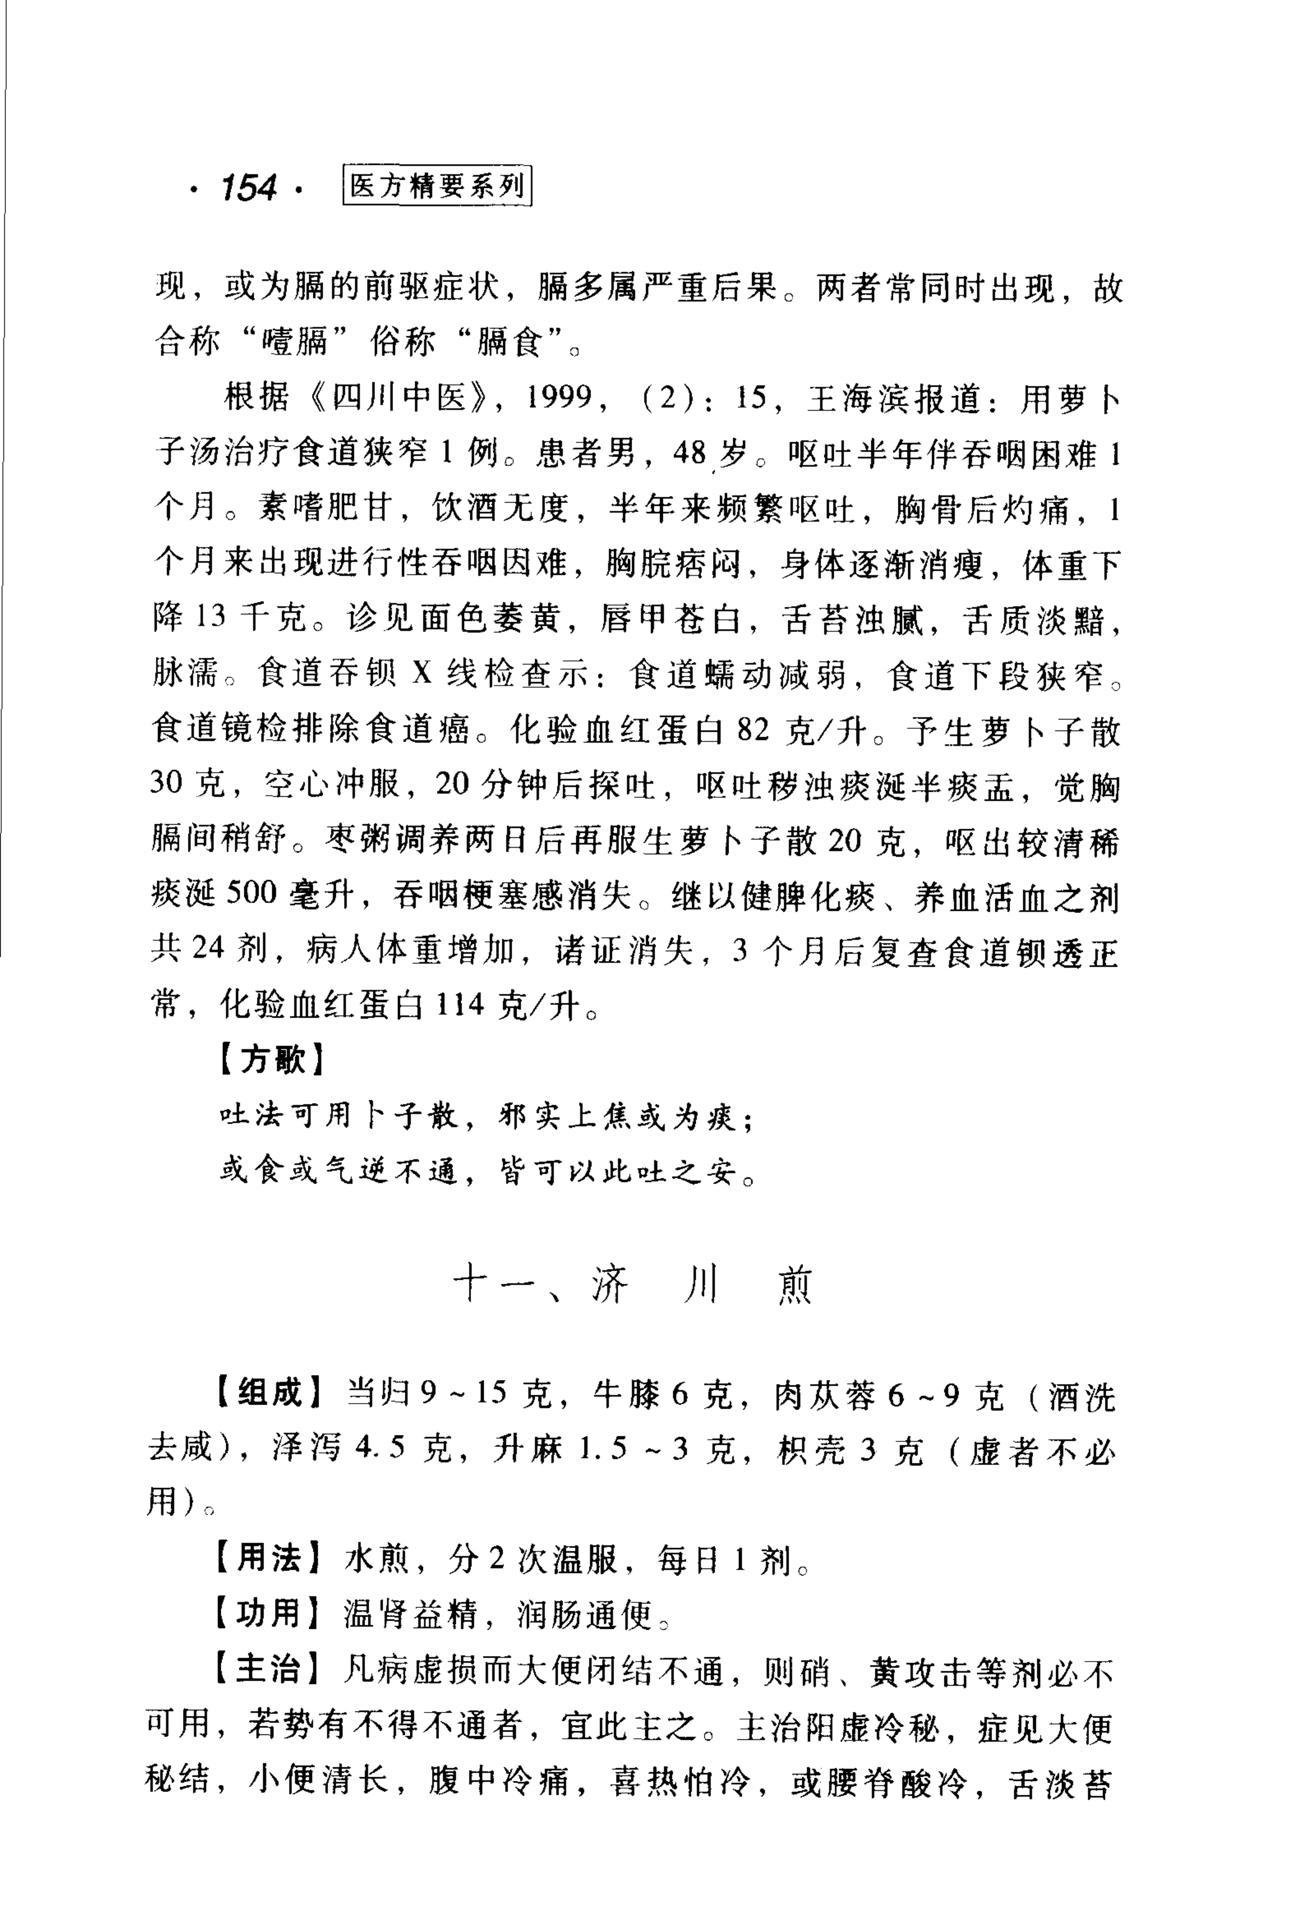 ·154· 医方精要系列
现，或为膈的前驱症状，膈多属严重后果。两者常同时出现，故
合称“噎膈”俗称“膈食”。
根据《四川中医》，1999，(2)：15，王海滨报道：用萝卜
子汤治疗食道狭窄1例。患者男，48岁。呕吐半年伴吞咽困难1
个月。素嗜肥甘，饮酒无度，半年来频繁呕吐，胸骨后灼痛，1
个月来出现进行性吞咽因难，胸脘痞闷，身体逐渐消瘦，体重下
降13千克。诊见面色萎黄，唇甲苍白，舌苔浊腻，舌质淡黯，
脉濡。食道吞钡X线检查示：食道蠕动减弱，食道下段狭窄。
食道镜检排除食道癌。化验血红蛋白82克/升。予生萝卜子散
30克，空心冲服，20分钟后探吐，呕吐秽浊痰涎半痰盂，觉胸
膈间稍舒。枣粥调养两日后再服生萝卜子散20克，呕出较清稀
痰涎500毫升，吞咽梗塞感消失。继以健脾化痰、养血活血之剂
共24剂，病人体重增加，诸证消失，3个月后复查食道钡透正
常，化验血红蛋白114克/升。
【方歌】
吐法可用卜子散，邪实上焦或为痰；
或食或气逆不通，皆可以此吐之安。
十一、济川煎
【组成】当归9～15克，牛膝6克，肉苁蓉6～9克（酒洗
去咸），泽泻4.5克，升麻1.5～3克，枳壳3克（虚者不必
用）。
【用法】水煎，分2次温服，每日1剂。
【功用】温肾益精，润肠通便。
【主治】凡病虚损而大便闭结不通，则硝、黄攻击等剂必不
可用，若势有不得不通者，宜此主之。主治阳虚冷秘，症见大便
秘结，小便清长，腹中冷痛，喜热怕冷，或腰脊酸冷，舌淡苔